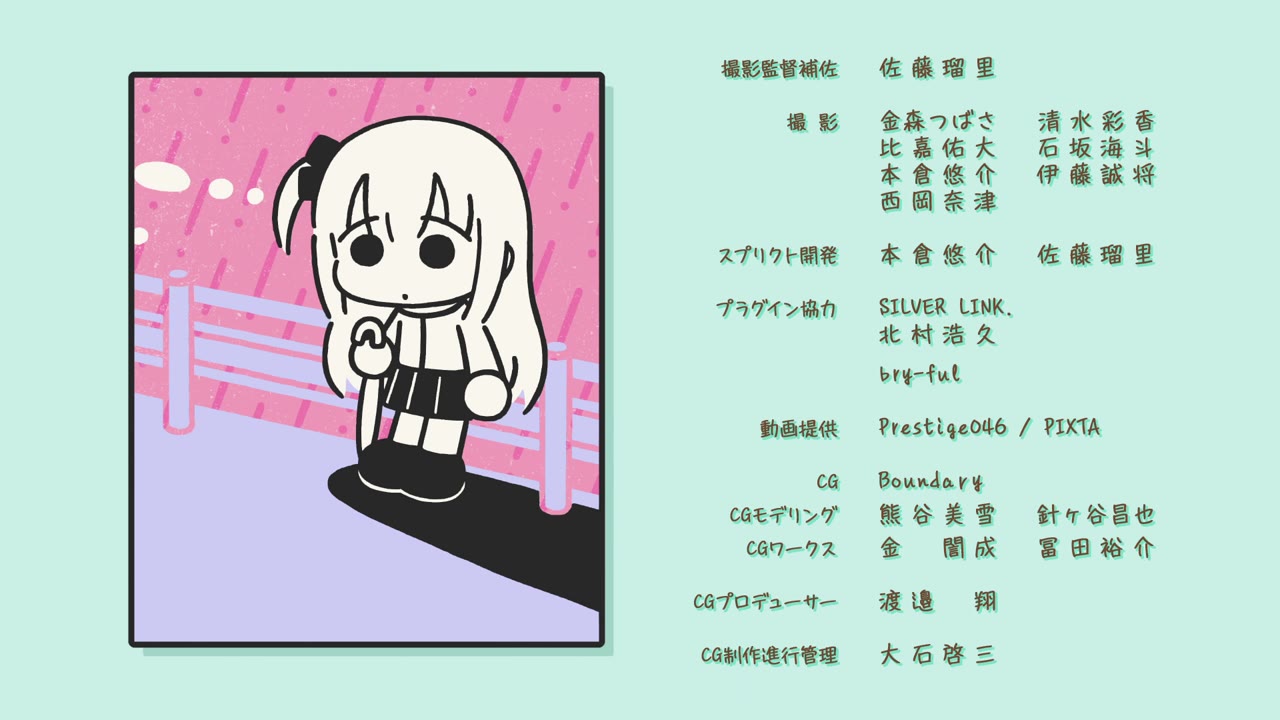 撮影監督補佐 佐藤瑠里
撮影 金森つばさ 清水彩香
比嘉佑大 石坂海斗
本倉悠介 伊藤誠将
西岡奈津
スプリクト開発 本倉悠介 佐藤瑠里
プラグイン協力 SILVER LINK.
北村浩久
bry-ful
動画提供 Prestige046 / PIXTA
CG Boundary
CGモデリング 熊谷美雪 針ヶ谷昌也
CGワークス 金 誾成 冨田裕介
CGプロデューサー 渡邉 翔
CG制作進行管理 大石啓三